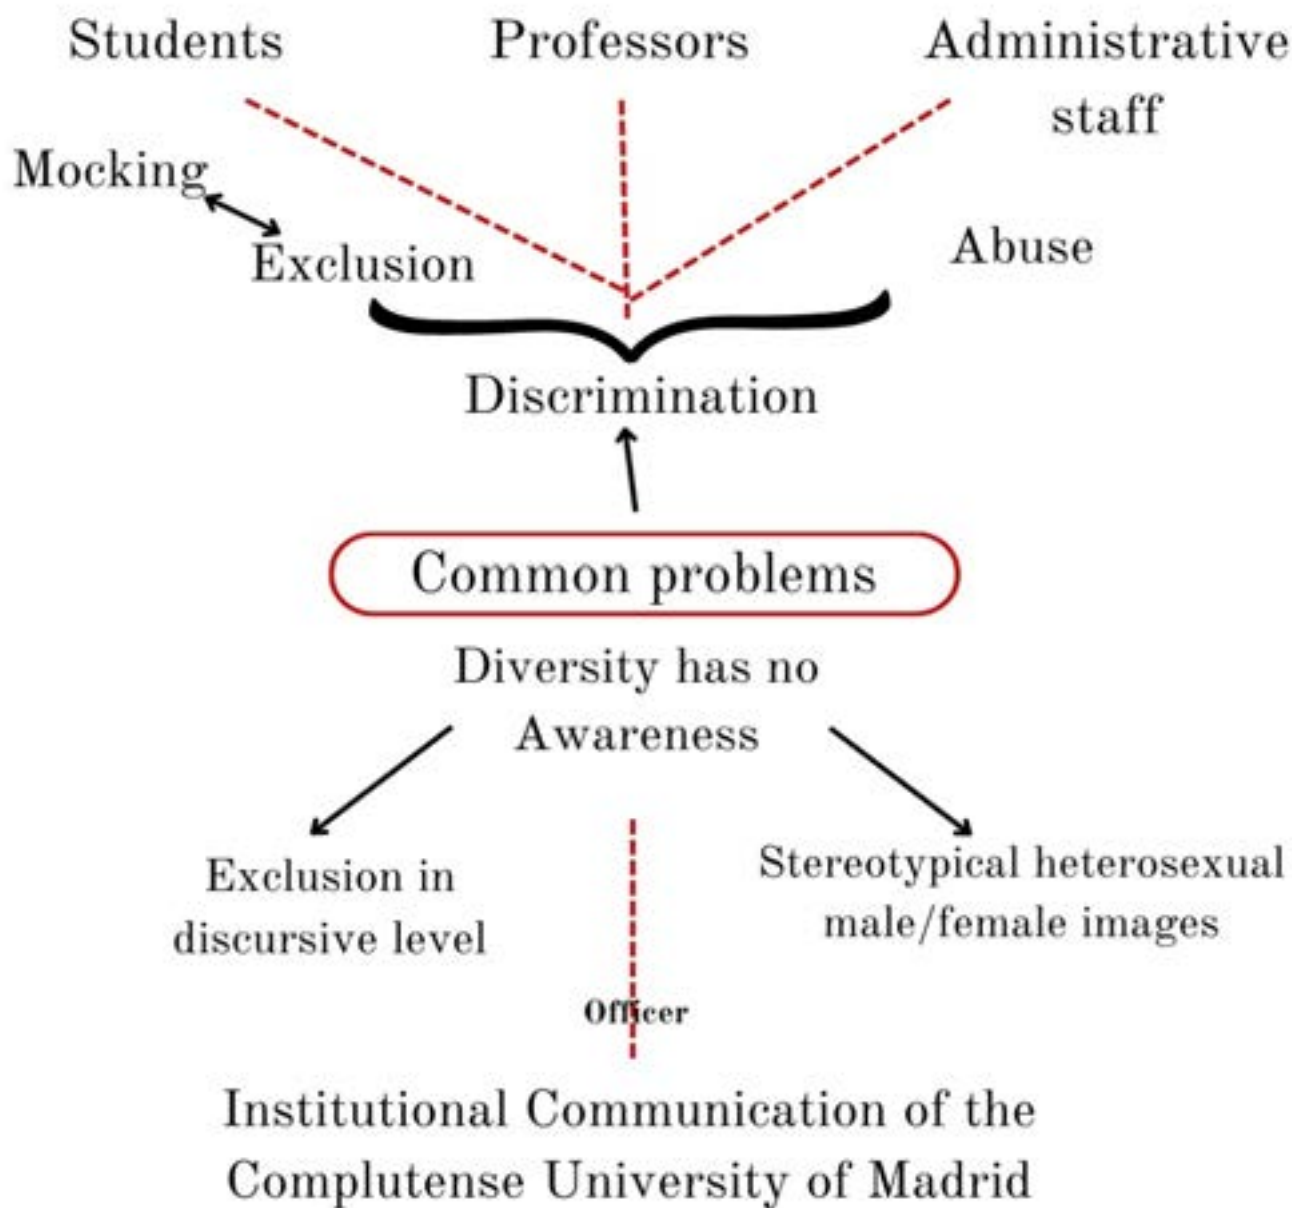 Students
Professors
Administrative
staff
Mocking
Exclusion
Abuse
Discrimination
Common problems
Diversity has no
Awareness
Exclusion in
discursive level
Stereotypical heterosexual
male/female images
Officer
Institutional Communication of the
Complutense University of Madrid